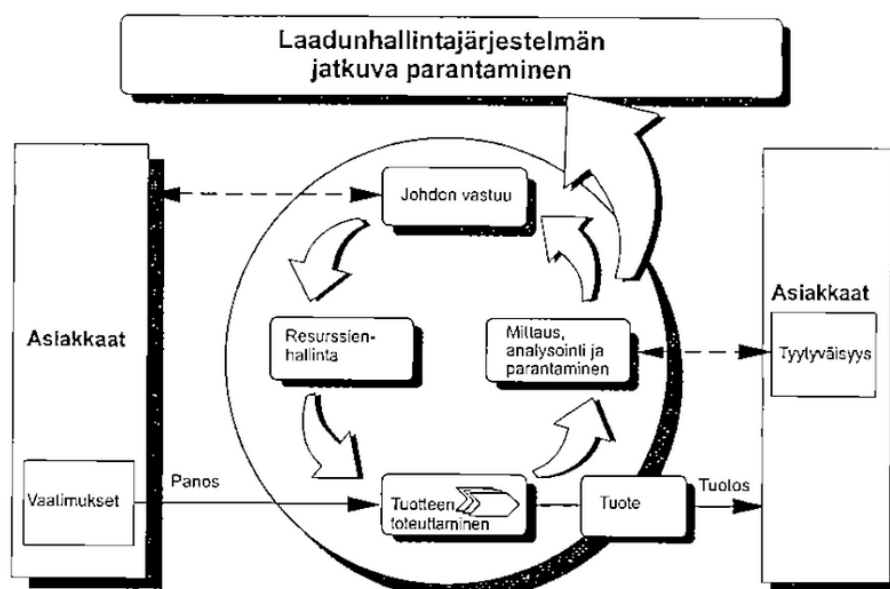 Laadunhallintajärjestelmän
jatkuva parantaminen
Johdon vastuu
Asiakkaat
Asiakkaat
Resurssien-
hallinta
Mittaus,
analysointi ja
parantaminen
Tyytyväisyys
Vaatimukset
Panos
Tuotteen
toteuttaminen
Tuote
Tuotos